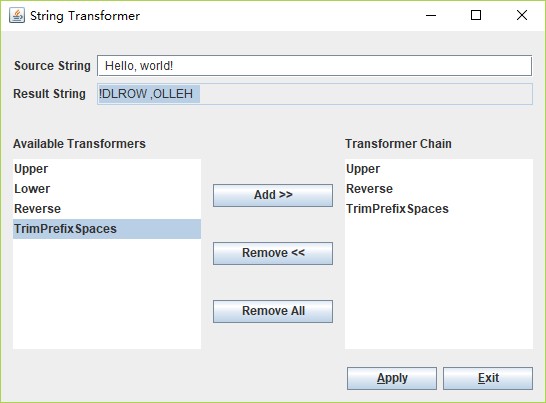 String Transformer
Source String Hello, world!
Result String !DLROW ,OLLEH
Available Transformers
Upper
Lower
Reverse
TrimPrefixSpaces
Add >>
Remove <<
Remove All
Transformer Chain
Upper
Reverse
TrimPrefixSpaces
Apply Exit